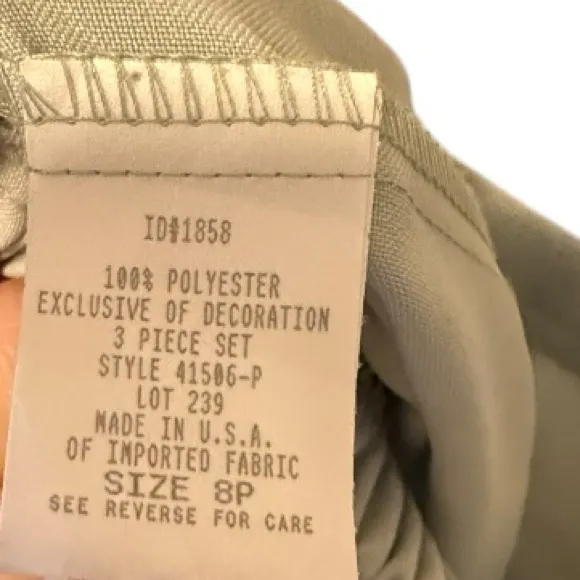 ID#1858
100% POLYESTER
EXCLUSIVE OF DECORATION
3 PIECE SET
STYLE 41506-P
LOT 239
MADE IN U.S.A.
OF IMPORTED FABRIC
SIZE 8P
SEE REVERSE FOR CARE